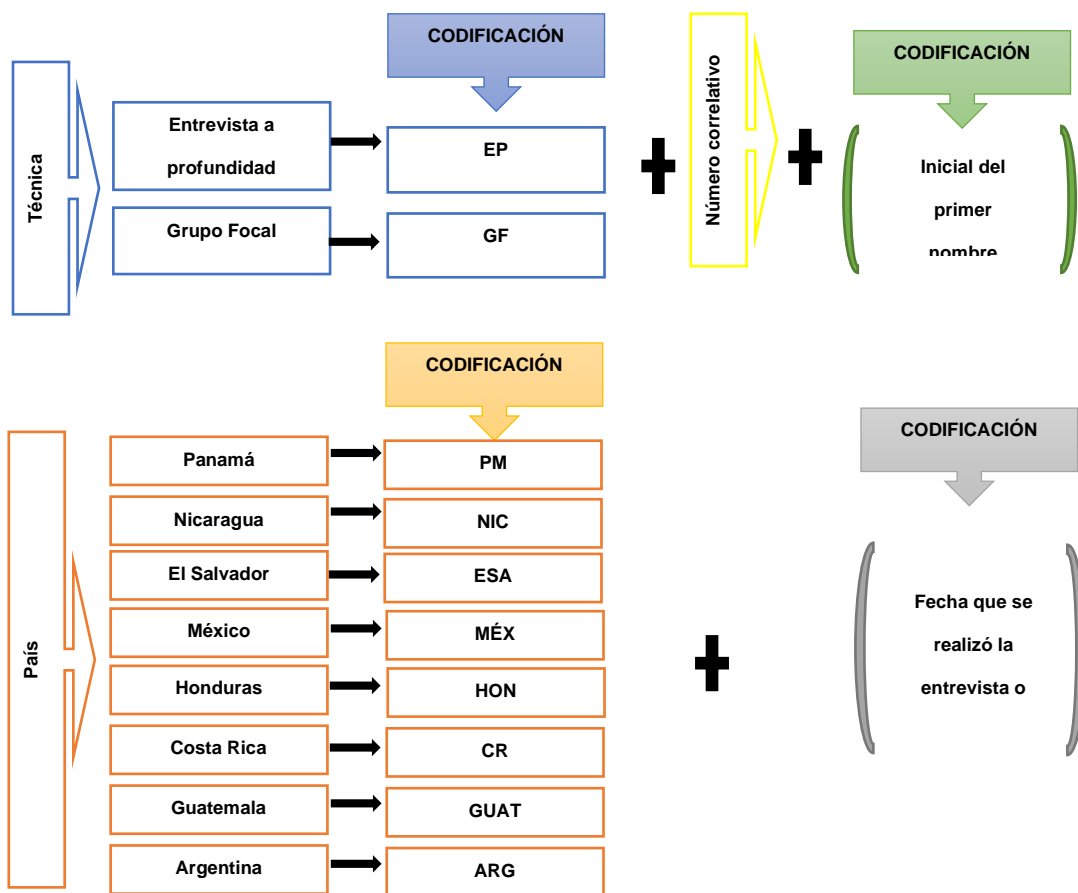 CODIFICACIÓN
CODIFICACIÓN
Técnica
Entrevista a
profundidad
EP
Grupo Focal
GF
Número correlativo
Inicial del
primer
nombre
CODIFICACIÓN
CODIFICACIÓN
País
Panamá
PM
Nicaragua
NIC
El Salvador
ESA
México
MÉX
Honduras
HON
Costa Rica
CR
Guatemala
GUAT
Argentina
ARG
Fecha que se
realizó la
entrevista o